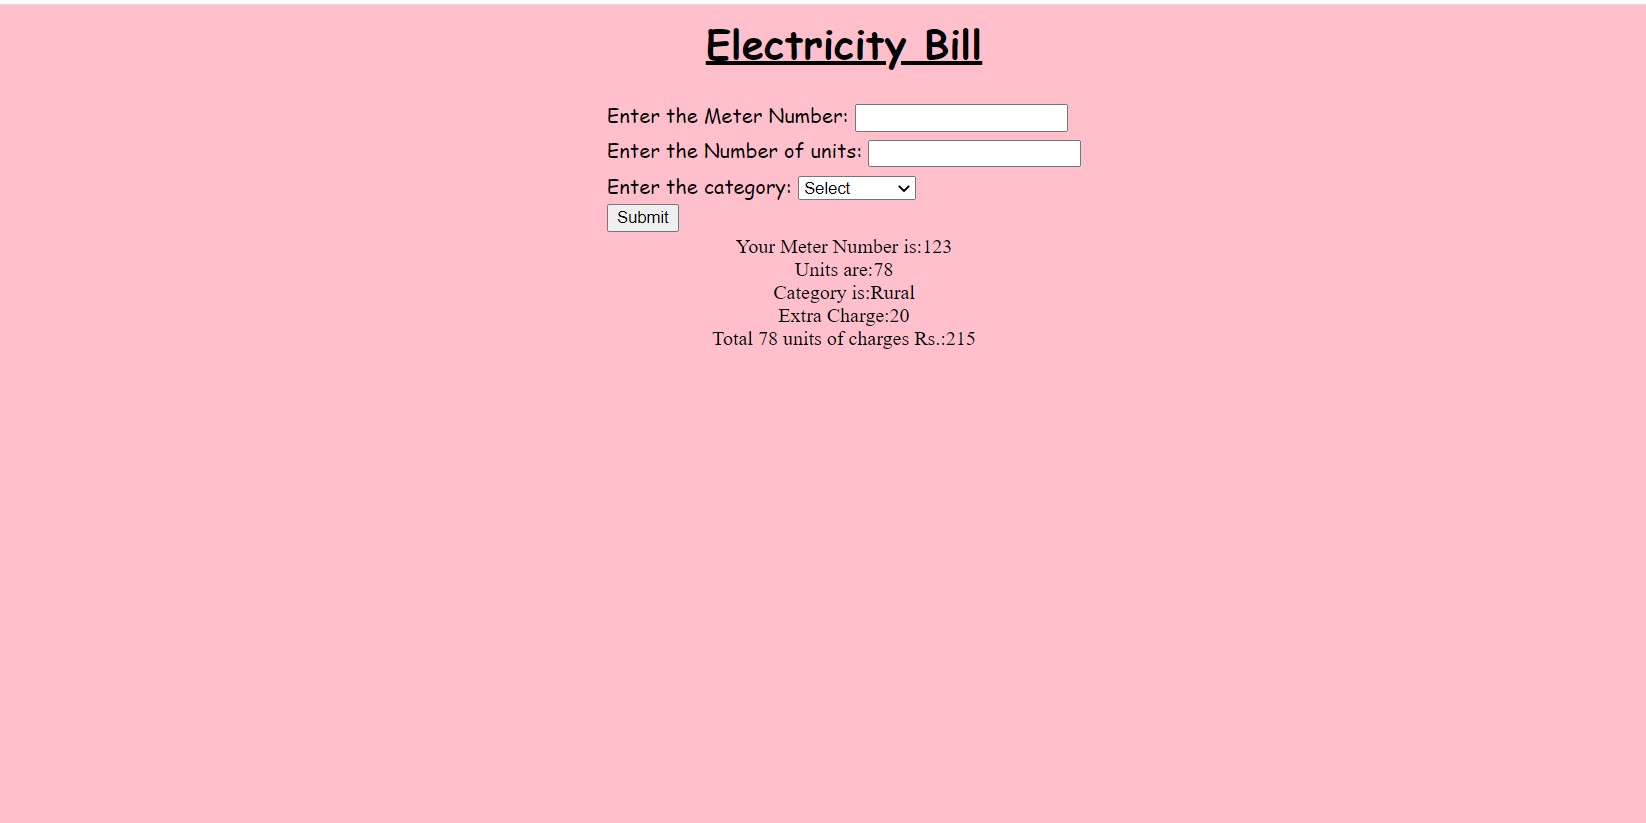 Electricity Bill
Enter the Meter Number:
Enter the Number of units:
Enter the category: Select
Submit
Your Meter Number is:123
Units are:78
Category is:Rural
Extra Charge:20
Total 78 units of charges Rs.:215